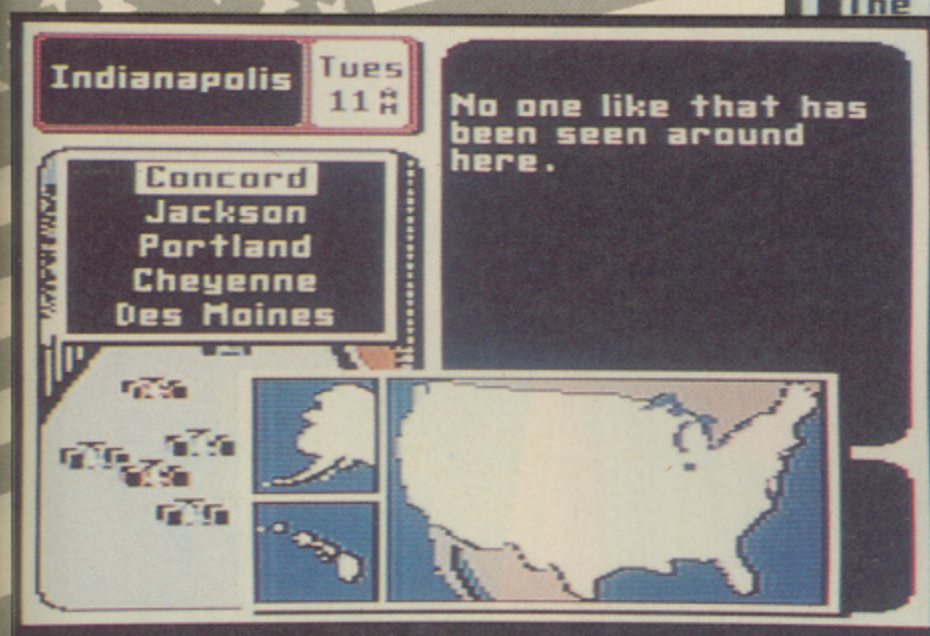 The
Indianapolis
Tues
11 AM
No one like that has
been seen around
here.
Concord
Jackson
Portland
Cheyenne
Des Moines